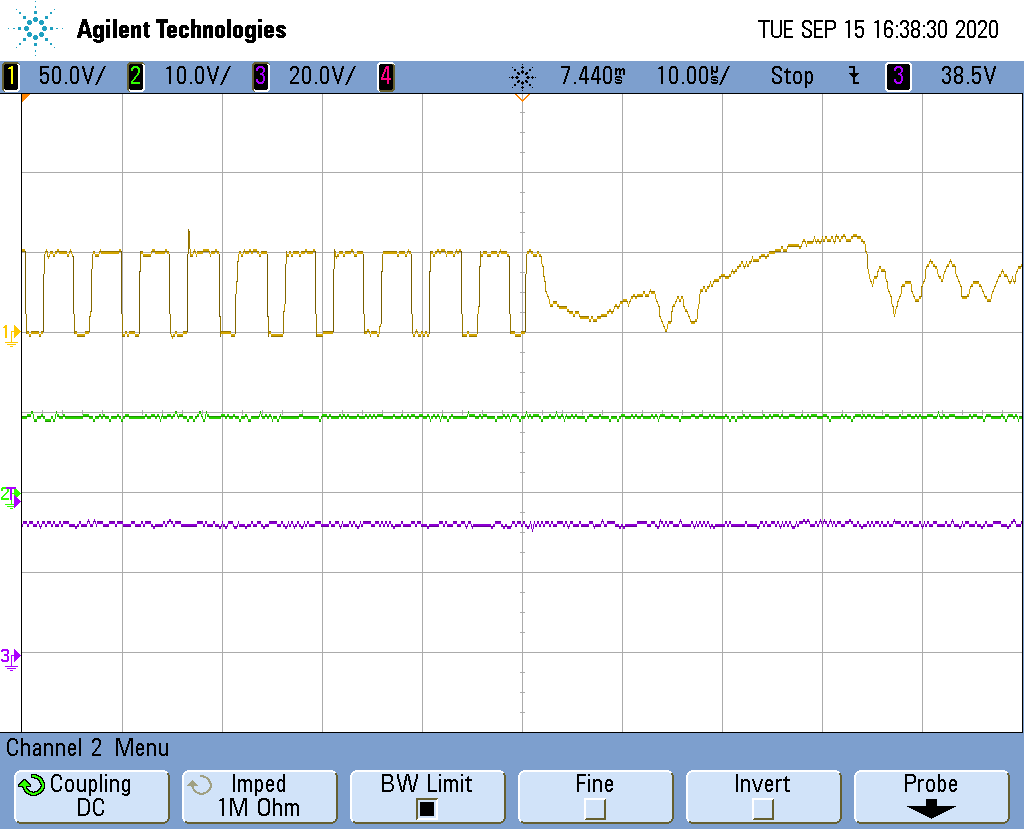 Agilent Technologies TUE SEP 15 16:38:30 2020
1 50.0V/ 2 10.0V/ 3 20.0V/ 4 7.440ms 10.00µs/ Stop 3 38.5V
1
2
T
3
Channel 2 Menu
Coupling Imped BW Limit Fine Invert Probe
DC 1M Ohm